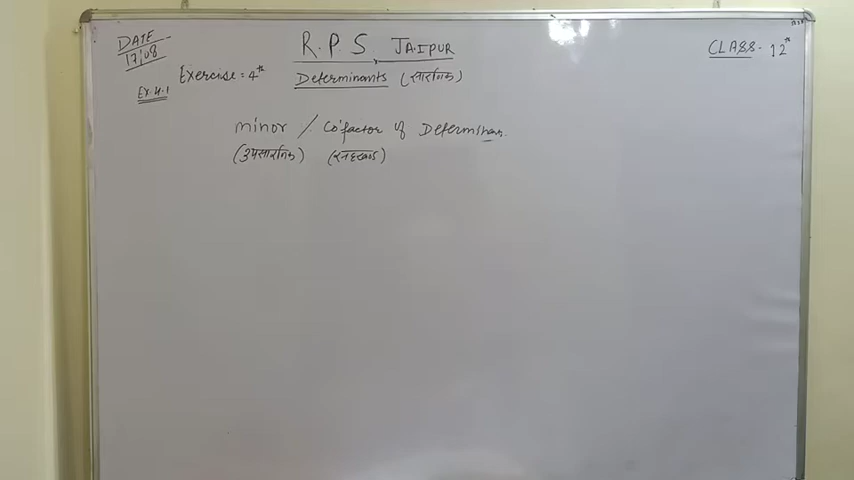 DATE
17/08
R.P.S. JAIPUR
CLASS - 12th
Exercise = 4th
Determinants (सारणिक)
Ex. 4.1
minor / Cofactor of Determinan.
(उपसारणिक) (सहखण्ड)